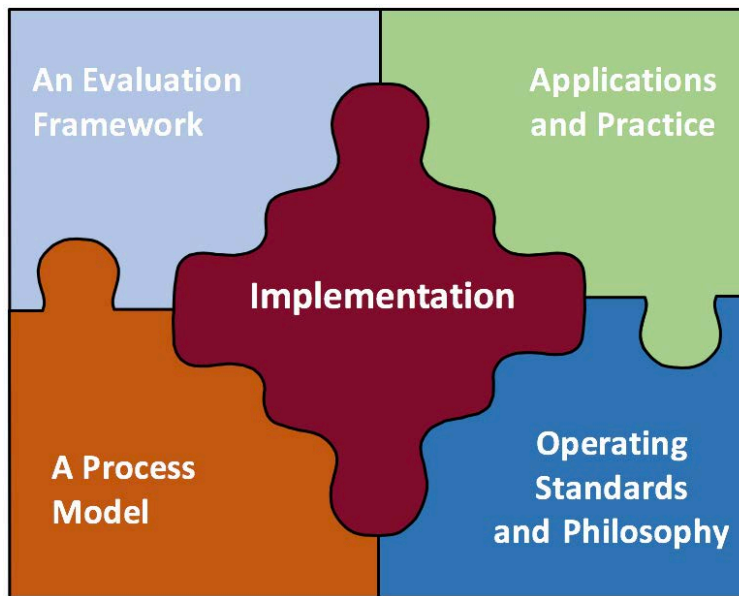 An Evaluation
Framework
Applications
and Practice
Implementation
A Process
Model
Operating
Standards
and Philosophy